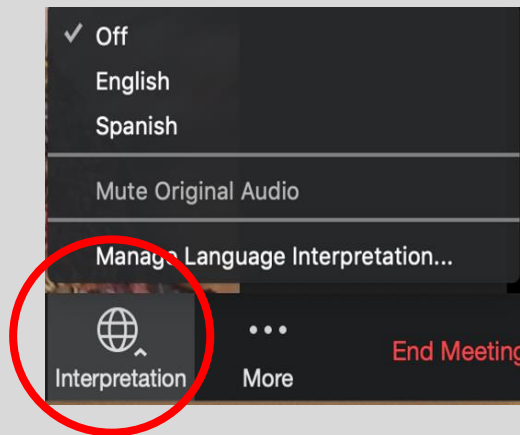 Off
English
Spanish
Mute Original Audio
Manage Language Interpretation...
Interpretation
More
End Meeting